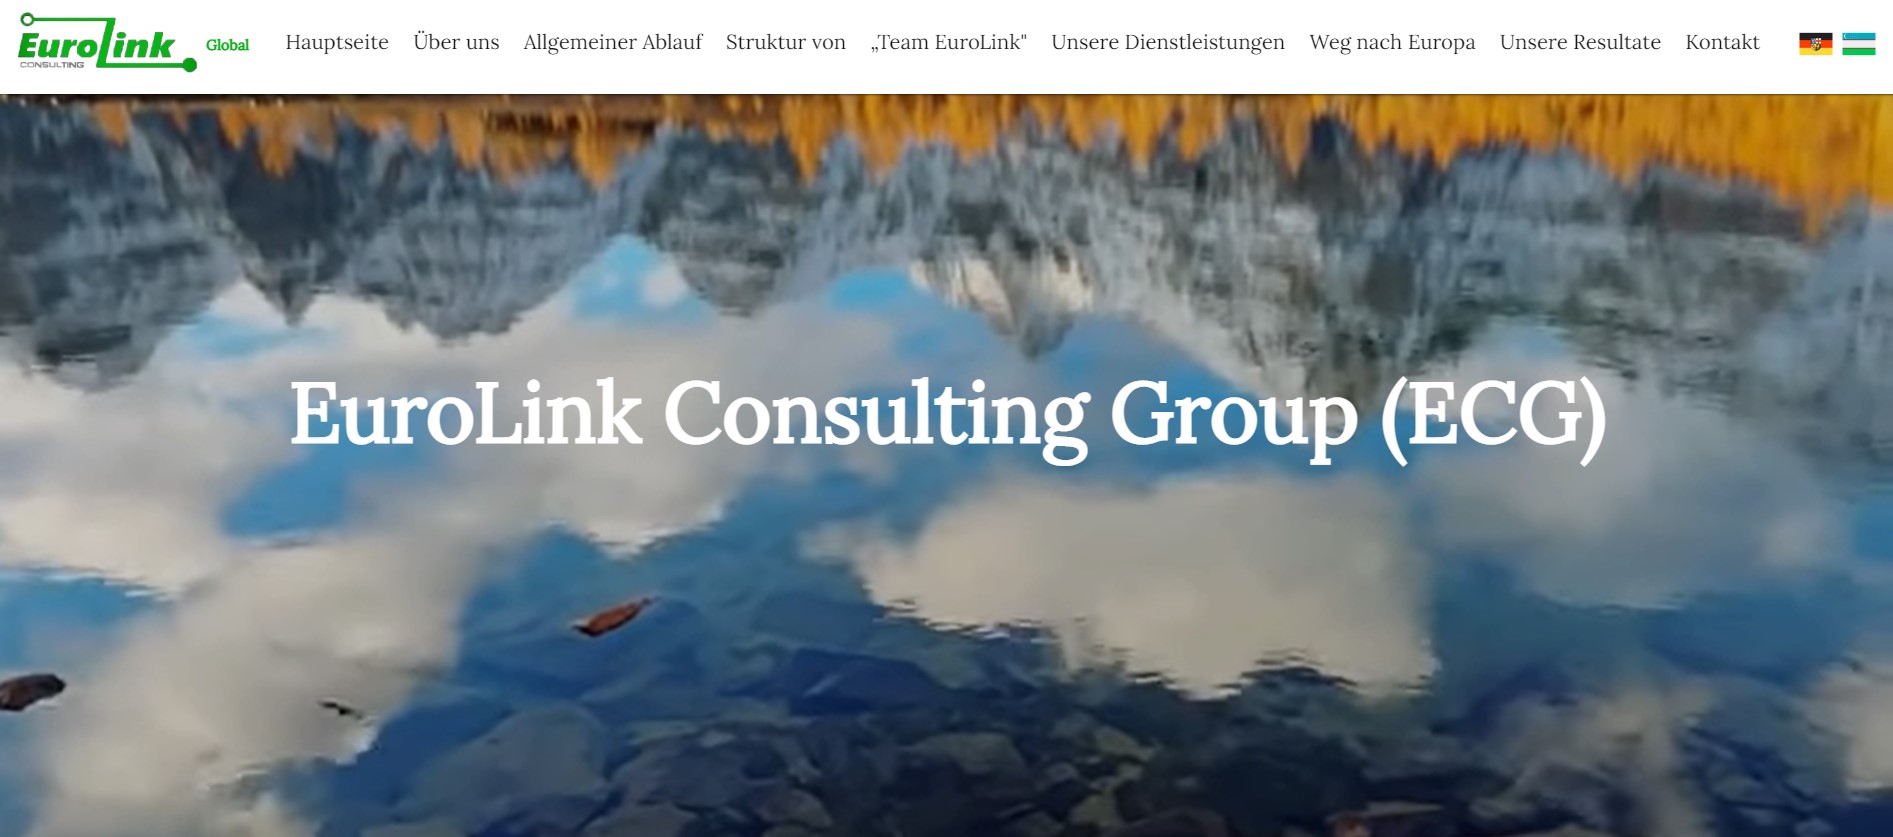 EuroLink
CONSULTING
Global
Hauptseite
Über uns
Allgemeiner Ablauf
Struktur von
„Team EuroLink"
Unsere Dienstleistungen
Weg nach Europa
Unsere Resultate
Kontakt
EuroLink Consulting Group (ECG)